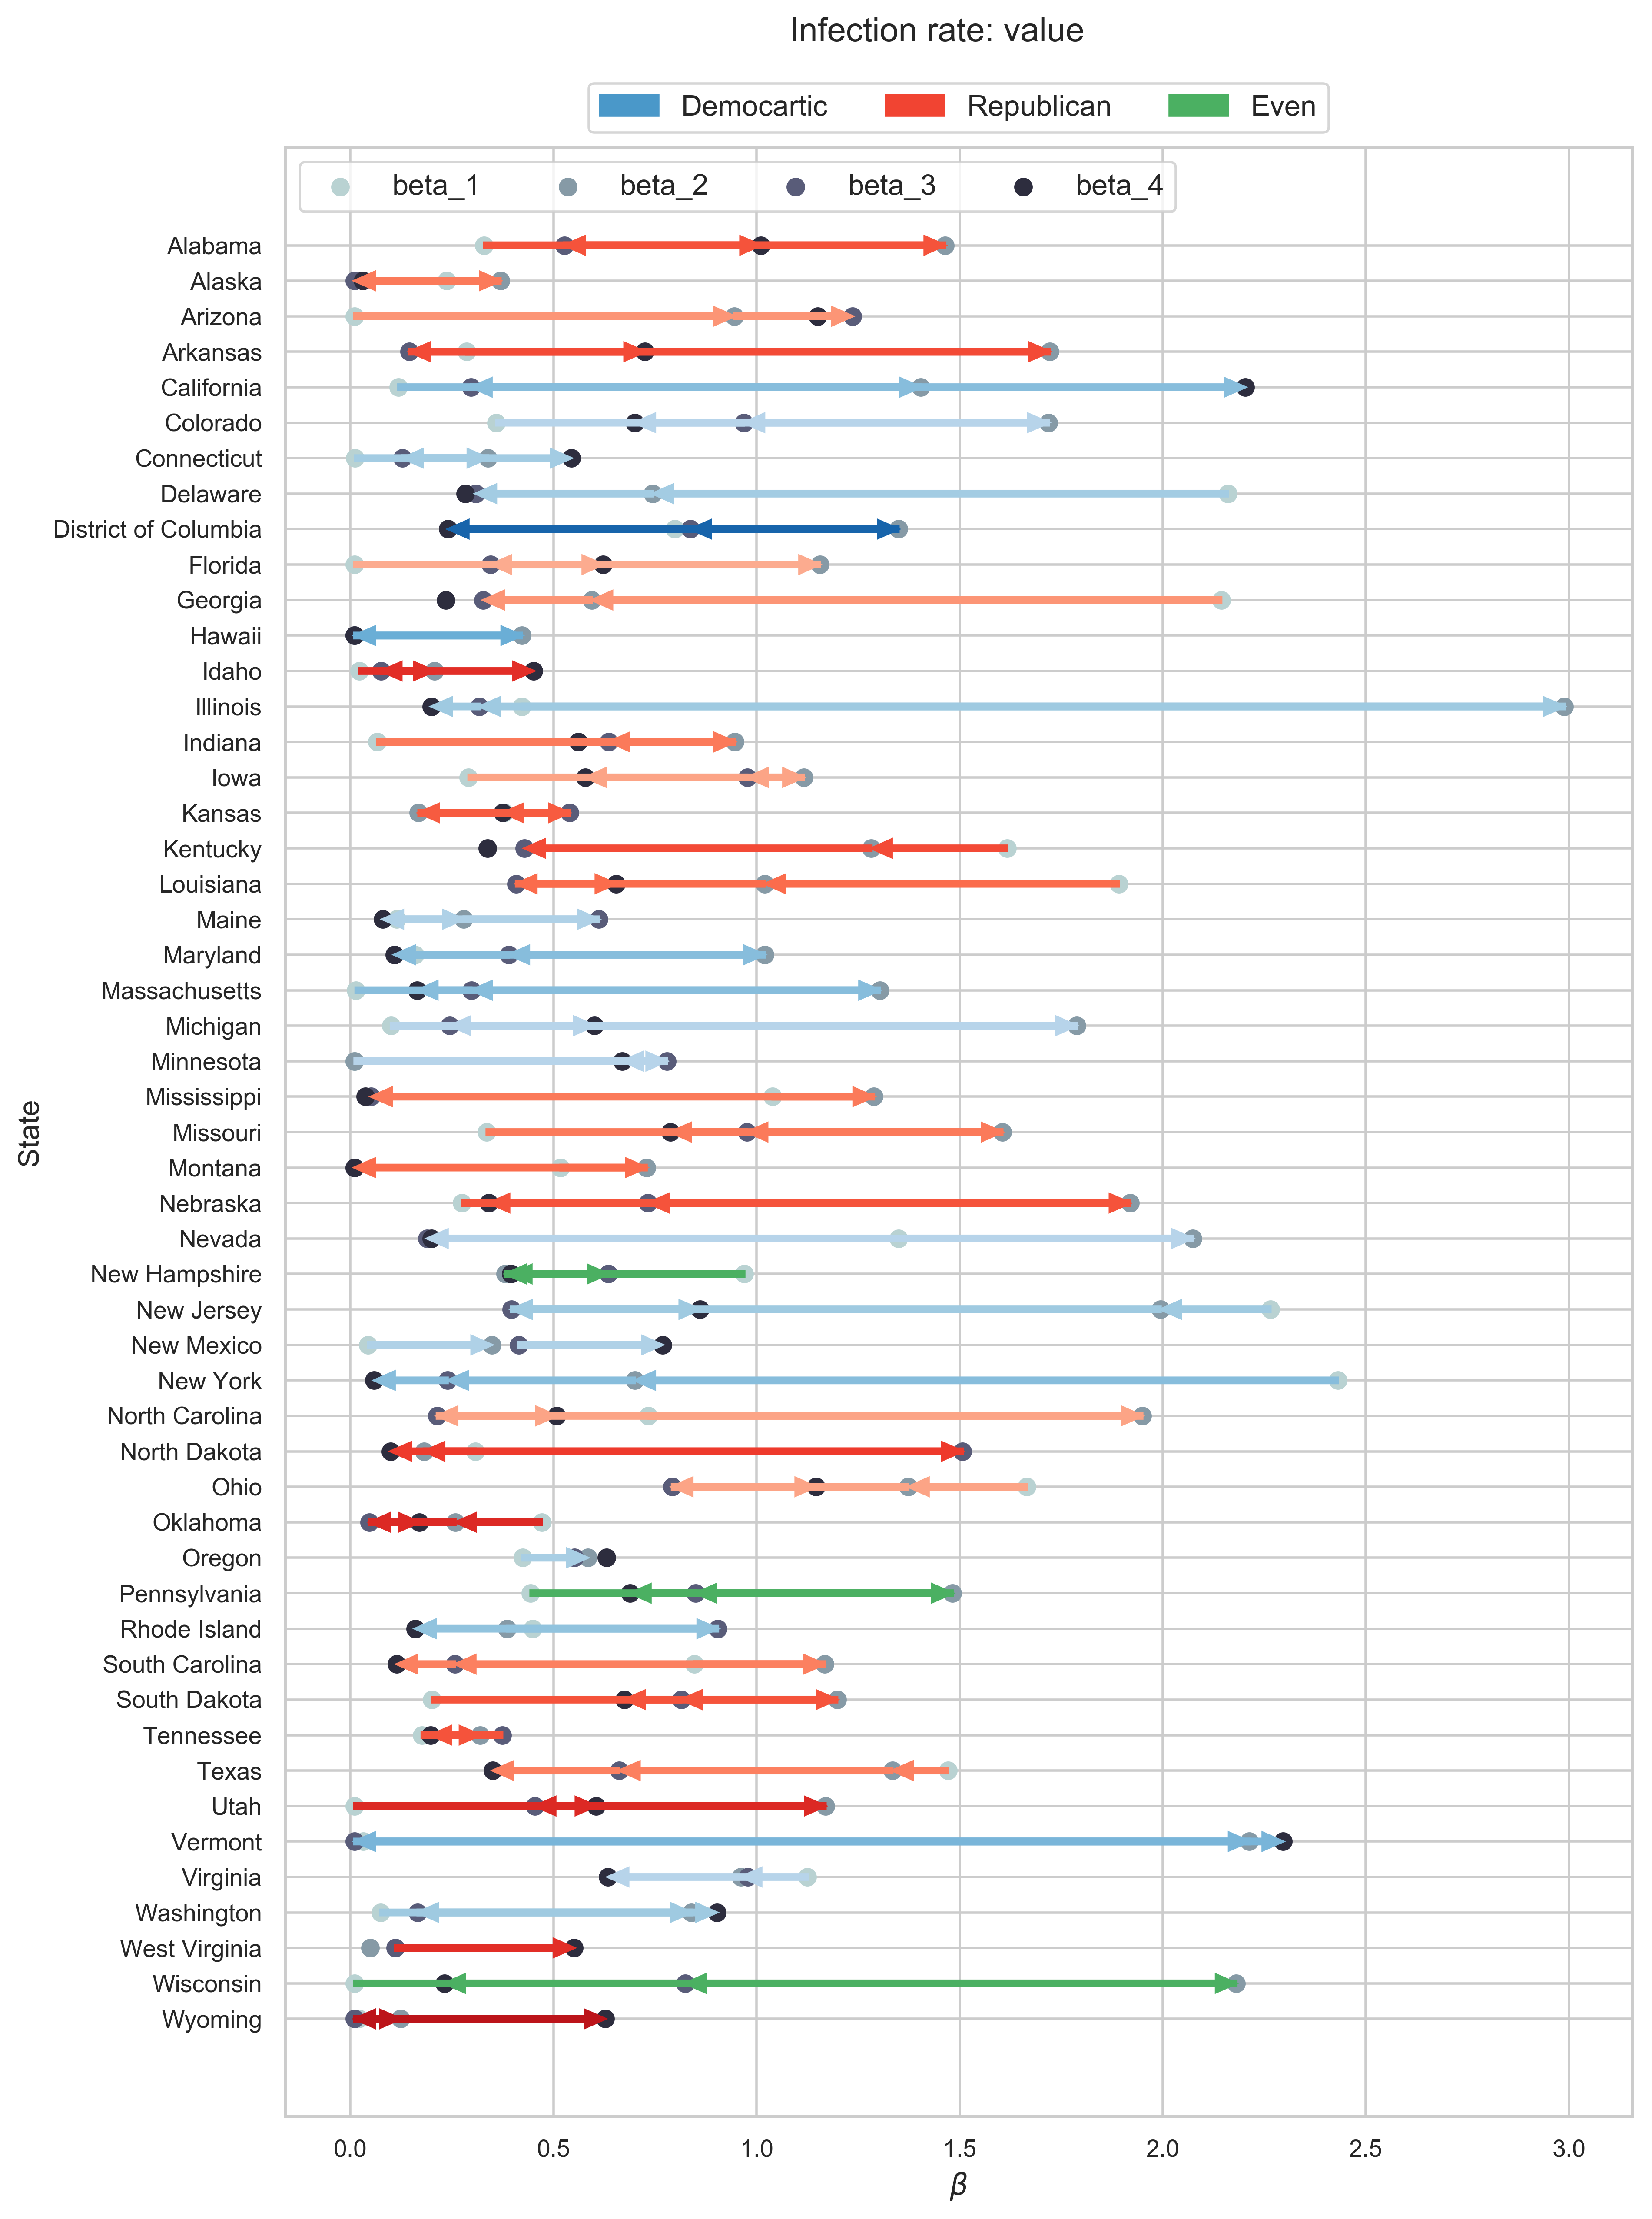 Infection rate: value
Democartic Republican Even
beta_1 beta_2 beta_3 beta_4
Alabama
Alaska
Arizona
Arkansas
California
Colorado
Connecticut
Delaware
District of Columbia
Florida
Georgia
Hawaii
Idaho
Illinois
Indiana
Iowa
Kansas
Kentucky
Louisiana
Maine
Maryland
Massachusetts
Michigan
Minnesota
Mississippi
Missouri
Montana
Nebraska
Nevada
New Hampshire
New Jersey
New Mexico
New York
North Carolina
North Dakota
Ohio
Oklahoma
Oregon
Pennsylvania
Rhode Island
South Carolina
South Dakota
Tennessee
Texas
Utah
Vermont
Virginia
Washington
West Virginia
Wisconsin
Wyoming
State
0.0 0.5 1.0 1.5 2.0 2.5 3.0
β